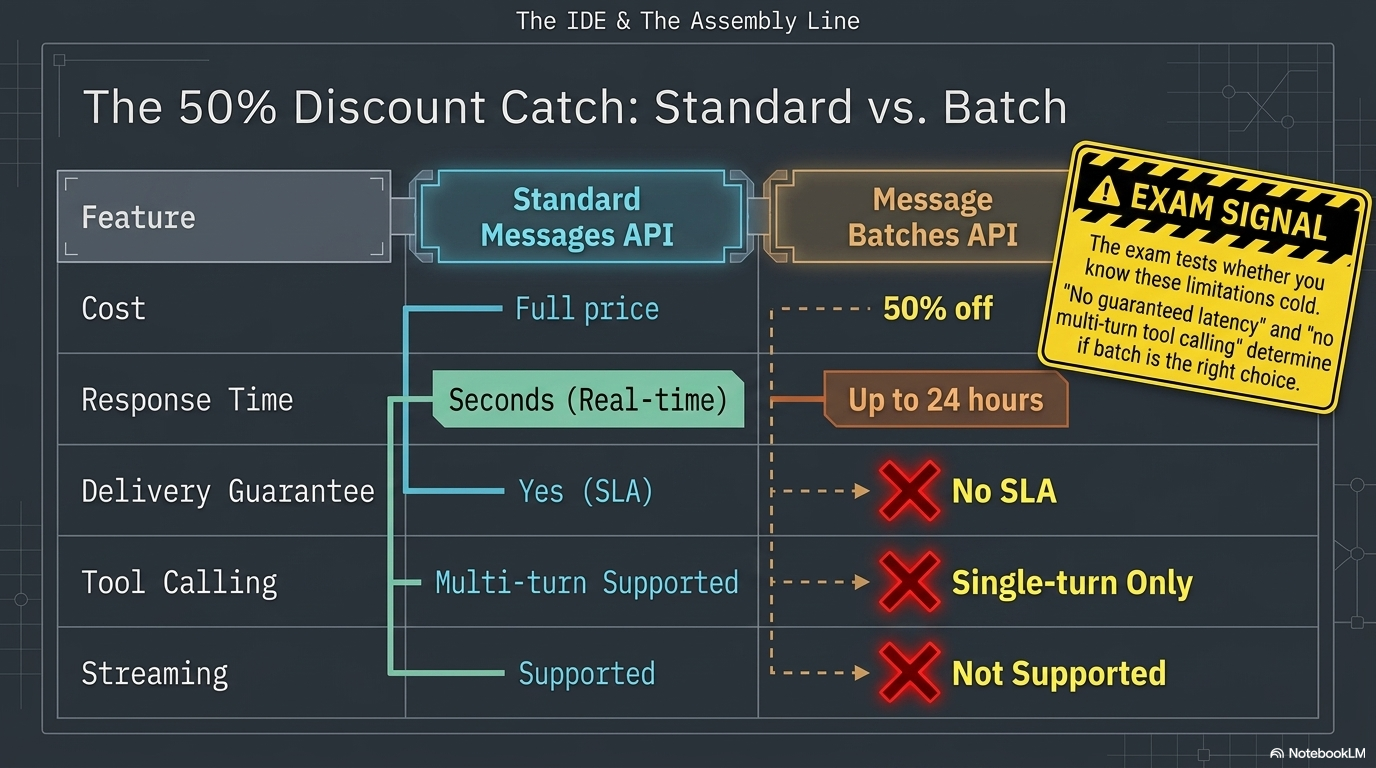 The IDE & The Assembly Line
The 50% Discount Catch: Standard vs. Batch
Feature
Standard
Messages API
Message
Batches API
EXAM SIGNAL
The exam tests whether you
know these limitations cold.
"No guaranteed latency" and "no
multi-turn tool calling" determine
if batch is the right choice.
Cost
Full price
50% off
Response Time
Seconds (Real-time)
Up to 24 hours
Delivery Guarantee
Yes (SLA)
No SLA
Tool Calling
Multi-turn Supported
Single-turn Only
Streaming
Supported
Not Supported
NotebookLM